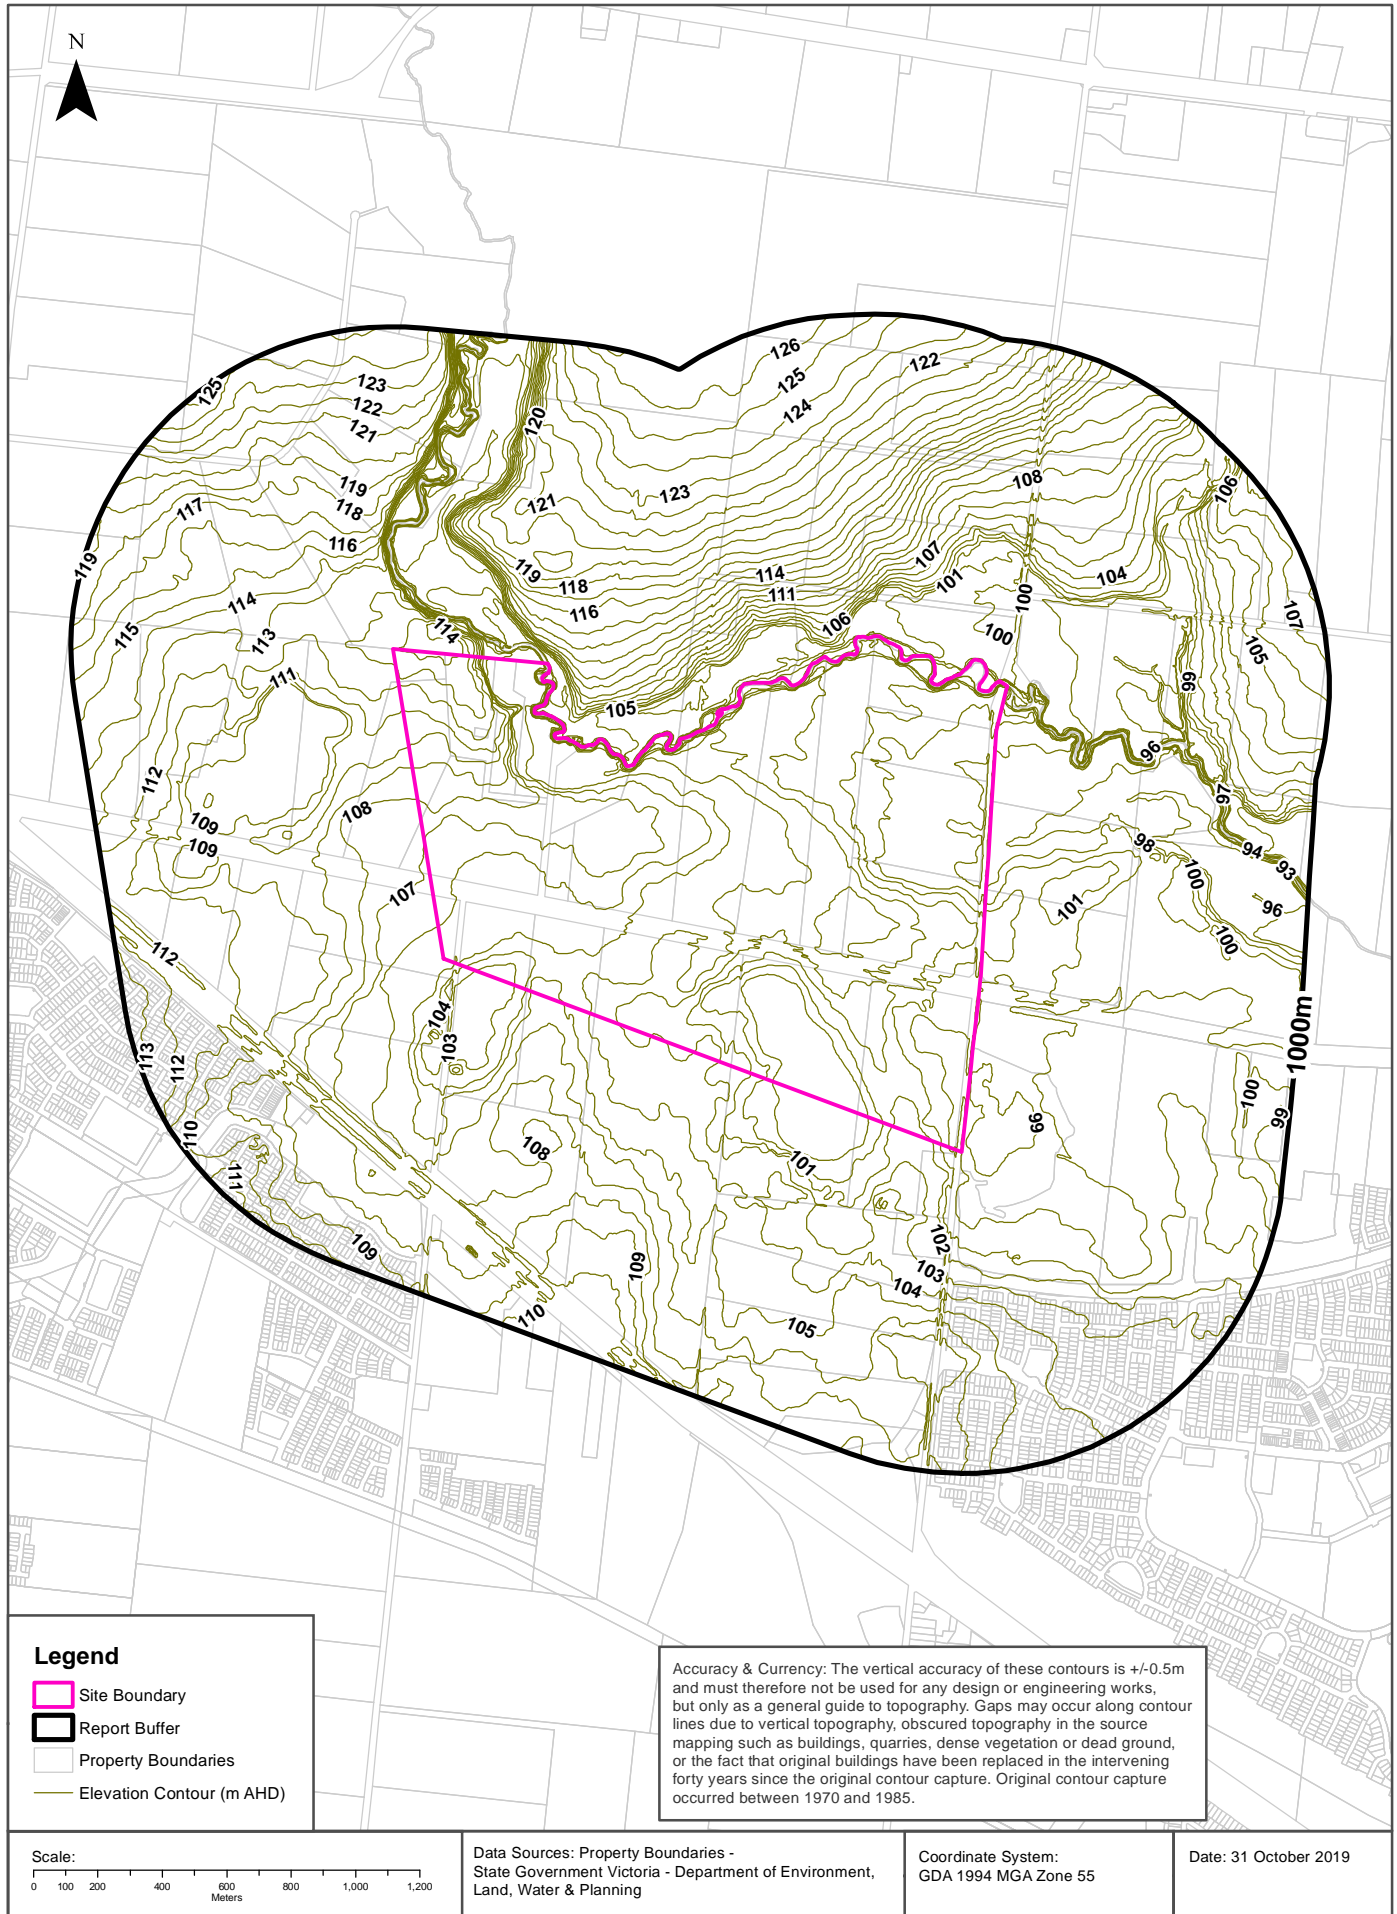 N
126
125
124
122
125
123
122
121
120
119
118
117
116
121
123
108
106
119
119
118
116
114
111
107
101
104
100
100
107
105
106
114
115
114
113
111
105
99
96
97
94
93
98
100
96
101
100
112
109
109
108
107
112
104
103
113
112
110
111
109
108
109
110
101
99
100
99
1000m
102
103
104
105
Legend
Site Boundary
Report Buffer
Property Boundaries
Elevation Contour (m AHD)
Accuracy & Currency: The vertical accuracy of these contours is +/-0.5m
and must therefore not be used for any design or engineering works,
but only as a general guide to topography. Gaps may occur along contour
lines due to vertical topography, obscured topography in the source
mapping such as buildings, quarries, dense vegetation or dead ground,
or the fact that original buildings have been replaced in the intervening
forty years since the original contour capture. Original contour capture
occurred between 1970 and 1985.
Scale:
0 100 200 400 600 800 1,000 1,200
Meters
Data Sources: Property Boundaries -
State Government Victoria - Department of Environment,
Land, Water & Planning
Coordinate System:
GDA 1994 MGA Zone 55
Date: 31 October 2019